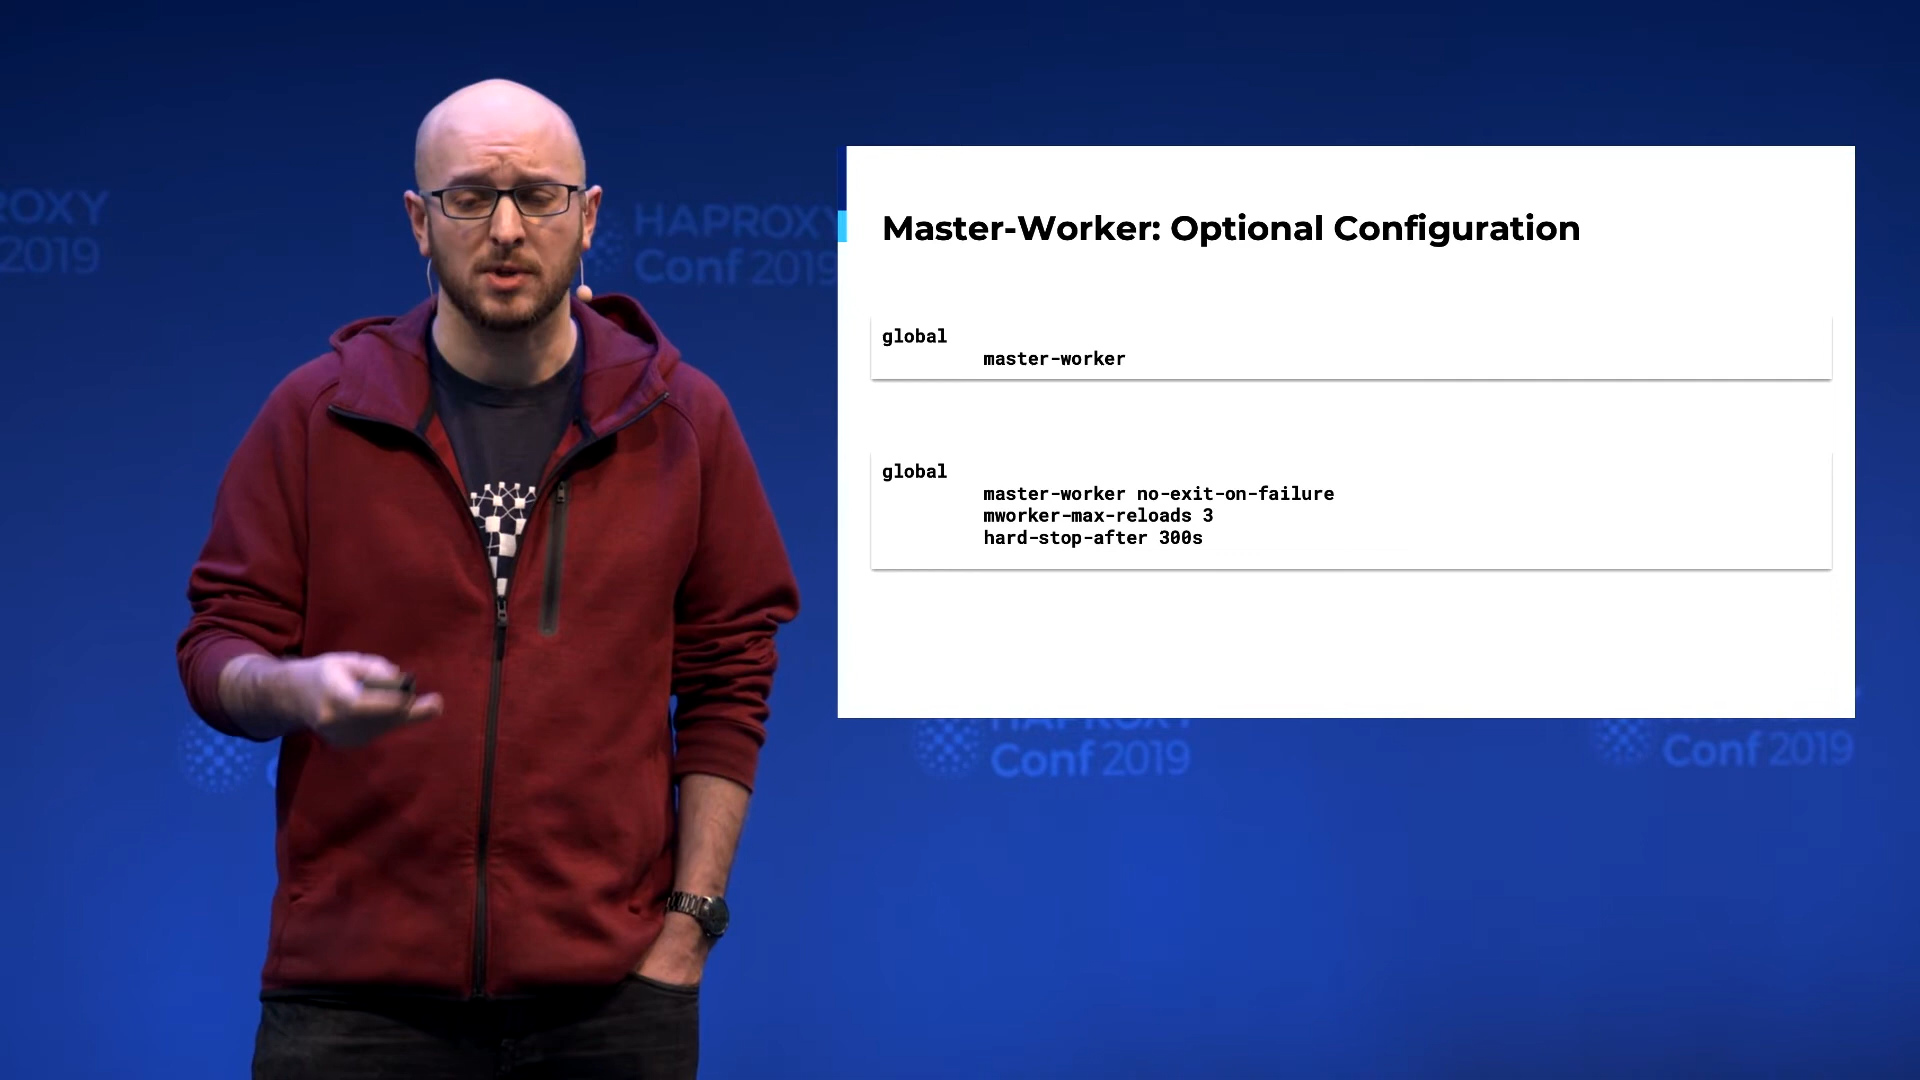 ROXY
2019
HAPROXY
Conf 2019
Master-Worker: Optional Configuration
global
master-worker
global
master-worker no-exit-on-failure
mworker-max-reloads 3
hard-stop-after 300s
HAPROXY
Conf 2019
Conf 2019